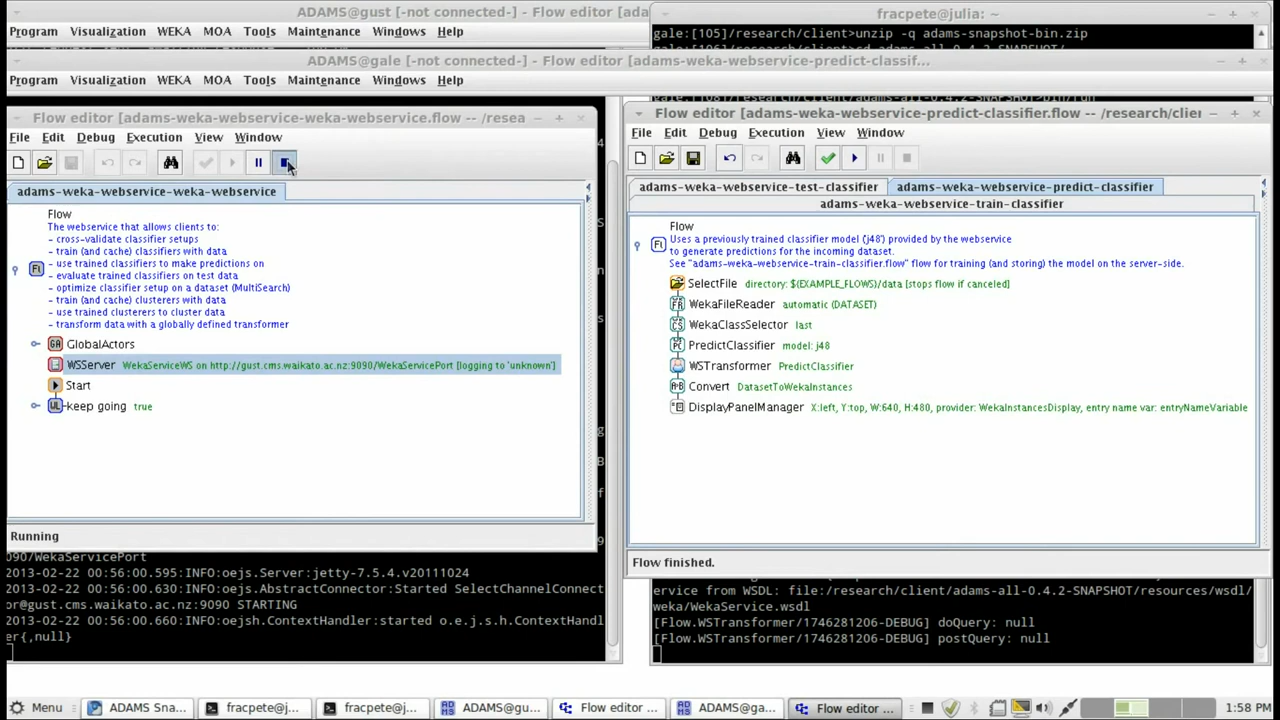 ADAMS@gust [-not connected-] - Flow editor [ad
Program Visualization WEKA MOA Tools Maintenance Windows Help
fracpete@julia: ~
gale:[105]/research/client>unzip -q adams-snapshot-bin.zip
ADAMS@gale [-not connected-] - Flow editor [adams-weka-webservice-predict-classif...
Program Visualization WEKA MOA Tools Maintenance Windows Help
Flow editor [adams-weka-webservice-weka-webservice.flow -- /resea
File Edit Debug Execution View Window
adams-weka-webservice-weka-webservice
Flow
The webservice that allows clients to:
- cross-validate classifier setups
- train (and cache) classifiers with data
- use trained classifiers to make predictions on
- evaluate trained classifiers on test data
- optimize classifier setup on a dataset (MultiSearch)
- train (and cache) clusterers with data
- use trained clusterers to cluster data
- transform data with a globally defined transformer
GlobalActors
WSServer WekaServiceWS on http://gust.cms.waikato.ac.nz:9090/WekaServicePort [logging to 'unknown']
Start
keep going true
Running
090/WekaServicePort
2013-02-22 00:56:00.595:INFO:oejs.Server:jetty-7.5.4.v20111024
2013-02-22 00:56:00.630:INFO:oejs.AbstractConnector:Started SelectChannelConnect
or@gust.cms.waikato.ac.nz:9090 STARTING
2013-02-22 00:56:00.660:INFO:oejsh.ContextHandler:started o.e.j.s.h.ContextHandl
er{,null}
Flow editor [adams-weka-webservice-predict-classifier.flow -- /research/clier
File Edit Debug Execution View Window
adams-weka-webservice-test-classifier adams-weka-webservice-predict-classifier
adams-weka-webservice-train-classifier
Flow
Uses a previously trained classifier model ('j48') provided by the webservice
to generate predictions for the incoming dataset.
See "adams-weka-webservice-train-classifier.flow" flow for training (and storing) the model on the server-side.
SelectFile directory: ${EXAMPLE_FLOWS}/data [stops flow if canceled]
WekaFileReader automatic (DATASET)
WekaClassSelector last
PredictClassifier model: j48
WSTransformer PredictClassifier
Convert DatasetToWekaInstances
DisplayPanelManager X:left, Y:top, W:640, H:480, provider: WekaInstancesDisplay, entry name var: entryNameVariable
Flow finished.
ervice from WSDL: file:/research/client/adams-all-0.4.2-SNAPSHOT/resources/wsdl/
weka/WekaService.wsdl
[Flow.WSTransformer/1746281206-DEBUG] doQuery: null
[Flow.WSTransformer/1746281206-DEBUG] postQuery: null
Menu ADAMS Sna... fracpete@j... fracpete@j... ADAMS@gu... Flow editor ... ADAMS@ga... Flow editor ... 1:58 PM